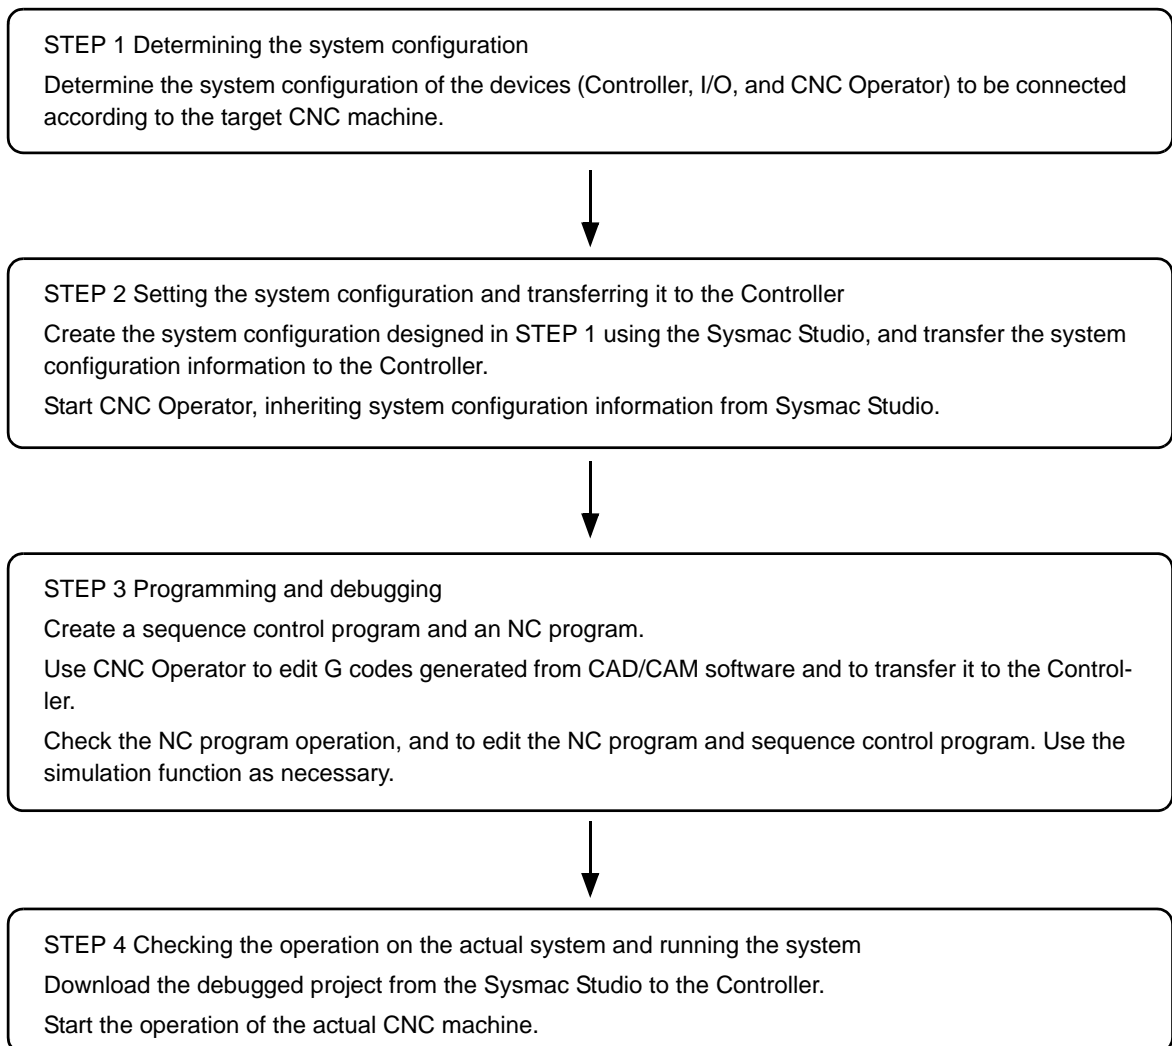 STEP 1 Determining the system configuration
Determine the system configuration of the devices (Controller, I/O, and CNC Operator) to be connected
according to the target CNC machine.
STEP 2 Setting the system configuration and transferring it to the Controller
Create the system configuration designed in STEP 1 using the Sysmac Studio, and transfer the system
configuration information to the Controller.
Start CNC Operator, inheriting system configuration information from Sysmac Studio.
STEP 3 Programming and debugging
Create a sequence control program and an NC program.
Use CNC Operator to edit G codes generated from CAD/CAM software and to transfer it to the Control-
ler.
Check the NC program operation, and to edit the NC program and sequence control program. Use the
simulation function as necessary.
STEP 4 Checking the operation on the actual system and running the system
Download the debugged project from the Sysmac Studio to the Controller.
Start the operation of the actual CNC machine.